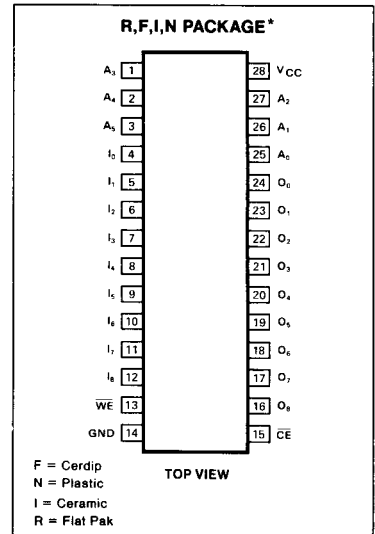 R,F,I,N PACKAGE*
A₃ 1 28 VCC
A₄ 2 27 A₂
A₅ 3 26 A₁
I₀ 4 25 A₀
I₁ 5 24 O₀
I₂ 6 23 O₁
I₃ 7 22 O₂
I₄ 8 21 O₃
I₅ 9 20 O₄
I₆ 10 19 O₅
I₇ 11 18 O₆
I₈ 12 17 O₇
W̅E̅ 13 16 O₈
GND 14 15 C̅E̅
TOP VIEW
F = Cerdip
N = Plastic
I = Ceramic
R = Flat Pak